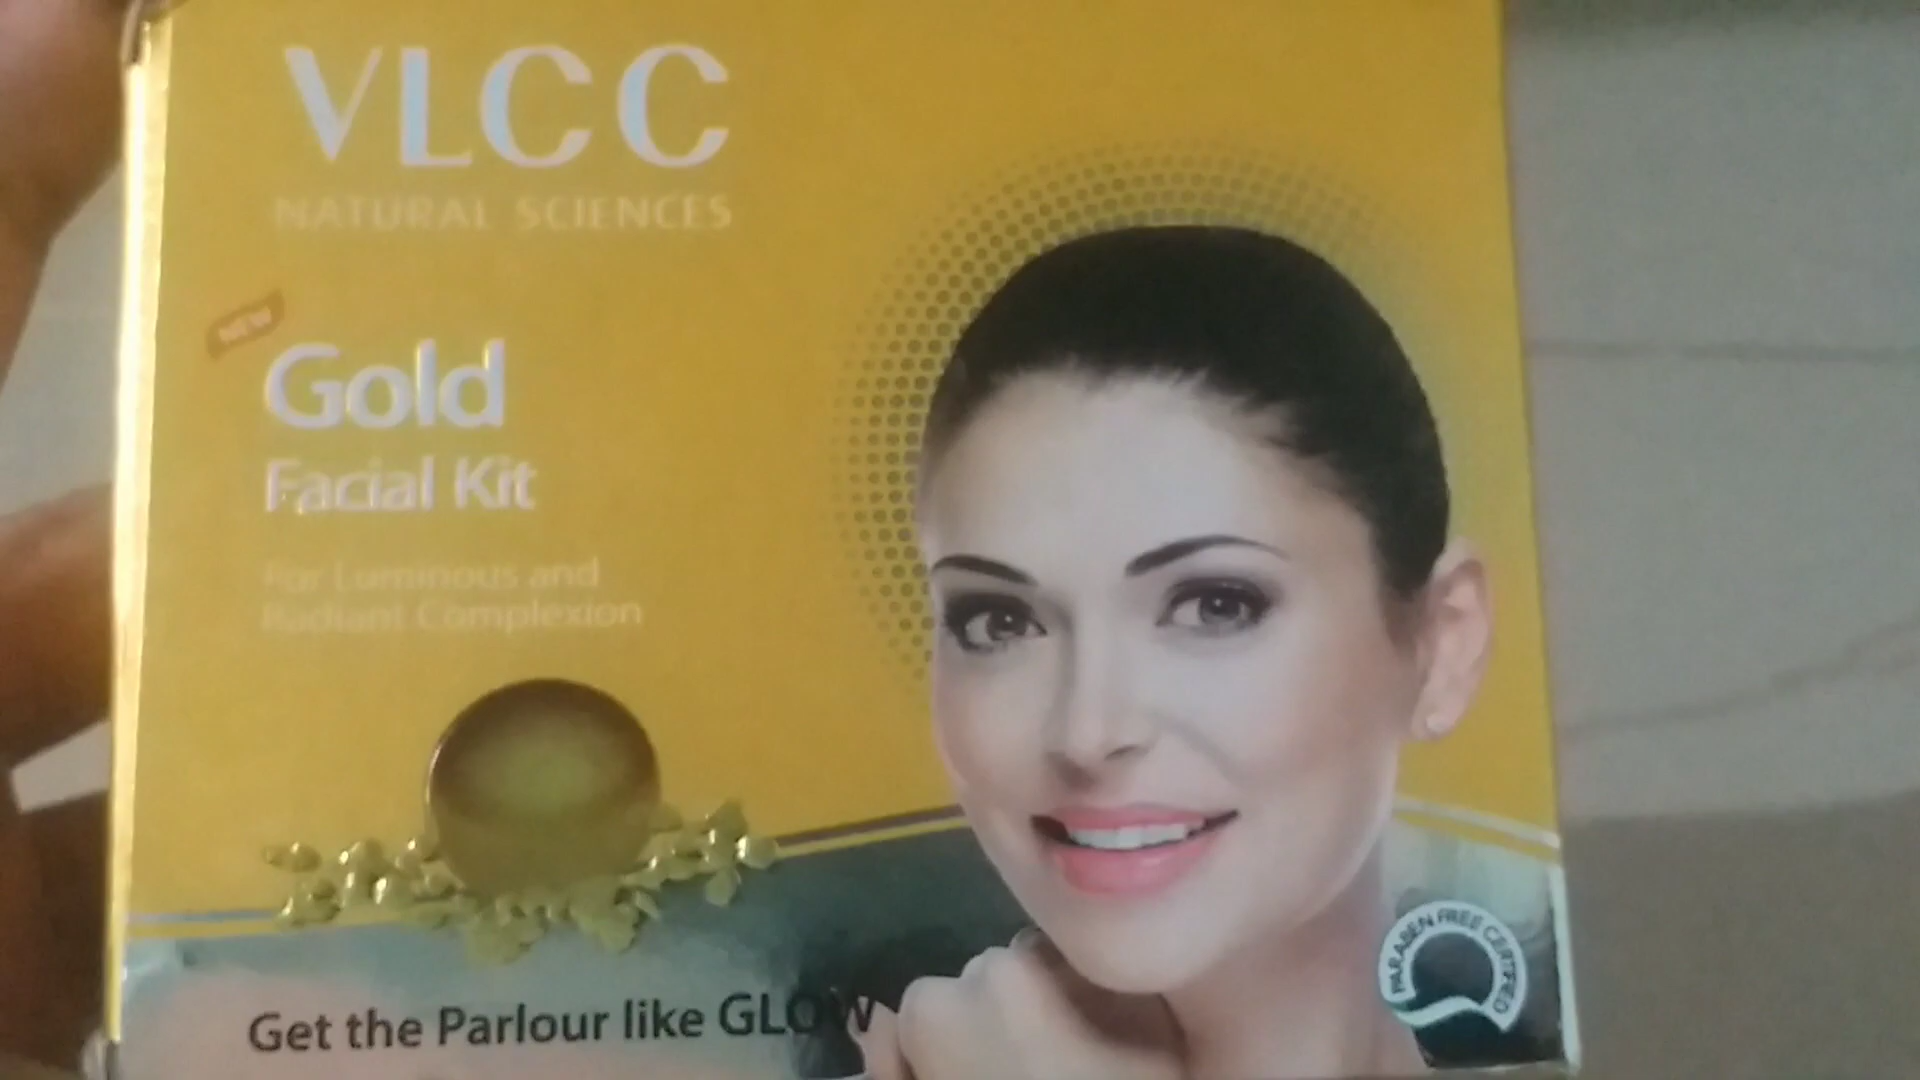 VLCC
NATURAL SCIENCES
NEW
Gold
Facial Kit
For Luminous and
Radiant Complexion
Get the Parlour like GLOW
PARABEN FREE CERTIFIED